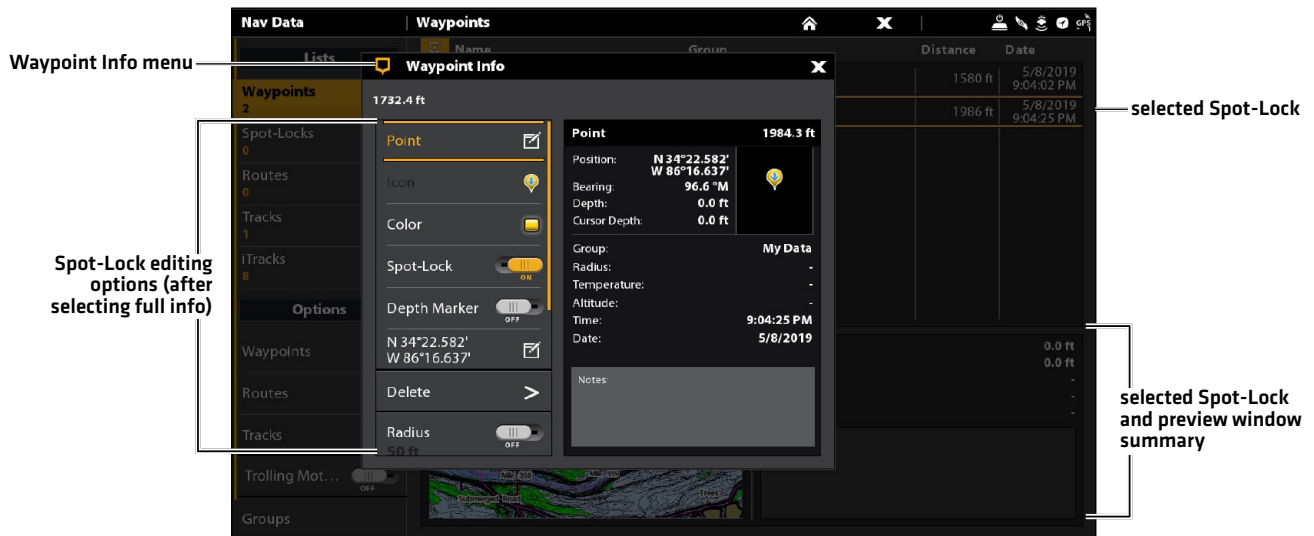 Nav Data
Waypoints
GPS
Waypoint Info menu
Lists
Name
Group
Distance
Date
Waypoint Info
1732.4 ft
Waypoints
2
1580 ft
5/8/2019
9:04:02 PM
1986 ft
5/8/2019
9:04:25 PM
selected Spot-Lock
Spot-Locks
0
Routes
0
Tracks
1
iTracks
8
Options
Waypoints
Routes
Tracks
Trolling Mot...
OFF
Groups
Spot-Lock editing
options (after
selecting full info)
Point
Icon
Color
Spot-Lock
ON
Depth Marker
OFF
N 34°22.582'
W 86°16.637'
Delete
>
Radius
OFF
50 ft
Point 1984.3 ft
Position: N 34°22.582'
W 86°16.637'
Bearing: 96.6 °M
Depth: 0.0 ft
Cursor Depth: 0.0 ft
Group: My Data
Radius: -
Temperature: -
Altitude: -
Time: 9:04:25 PM
Date: 5/8/2019
Notes:
0.0 ft
0.0 ft
-
-
-
selected Spot-Lock
and preview window
summary
Submerged Road
Trees